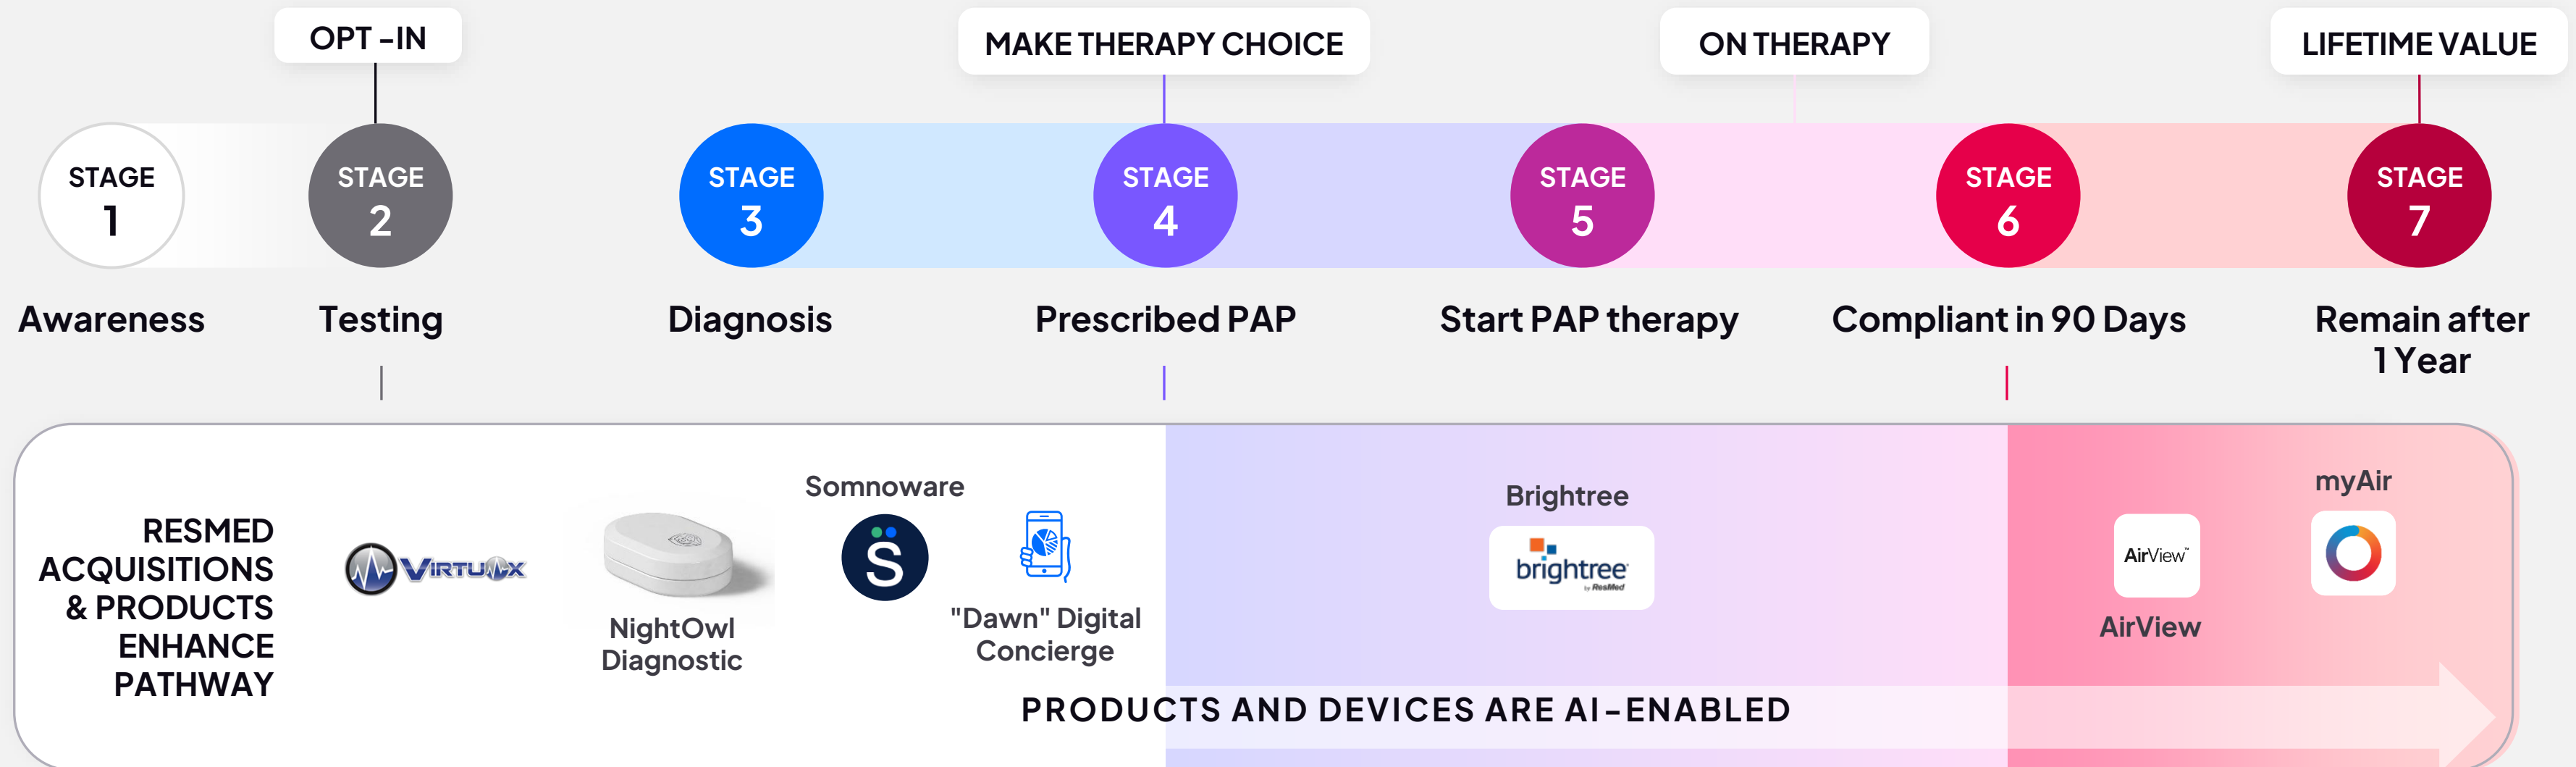 OPT –IN
MAKE THERAPY CHOICE
ON THERAPY
LIFETIME VALUE
STAGE
1
STAGE
2
STAGE
3
STAGE
4
STAGE
5
STAGE
6
STAGE
7
Awareness
Testing
Diagnosis
Prescribed PAP
Start PAP therapy
Compliant in 90 Days
Remain after
1 Year
RESMED
ACQUISITIONS
& PRODUCTS
ENHANCE
PATHWAY
VIRTUOX
NightOwl
Diagnostic
Somnoware
S
"Dawn" Digital
Concierge
Brightree
brightree
by ResMed
AirView™
AirView
myAir
PRODUCTS AND DEVICES ARE AI–ENABLED